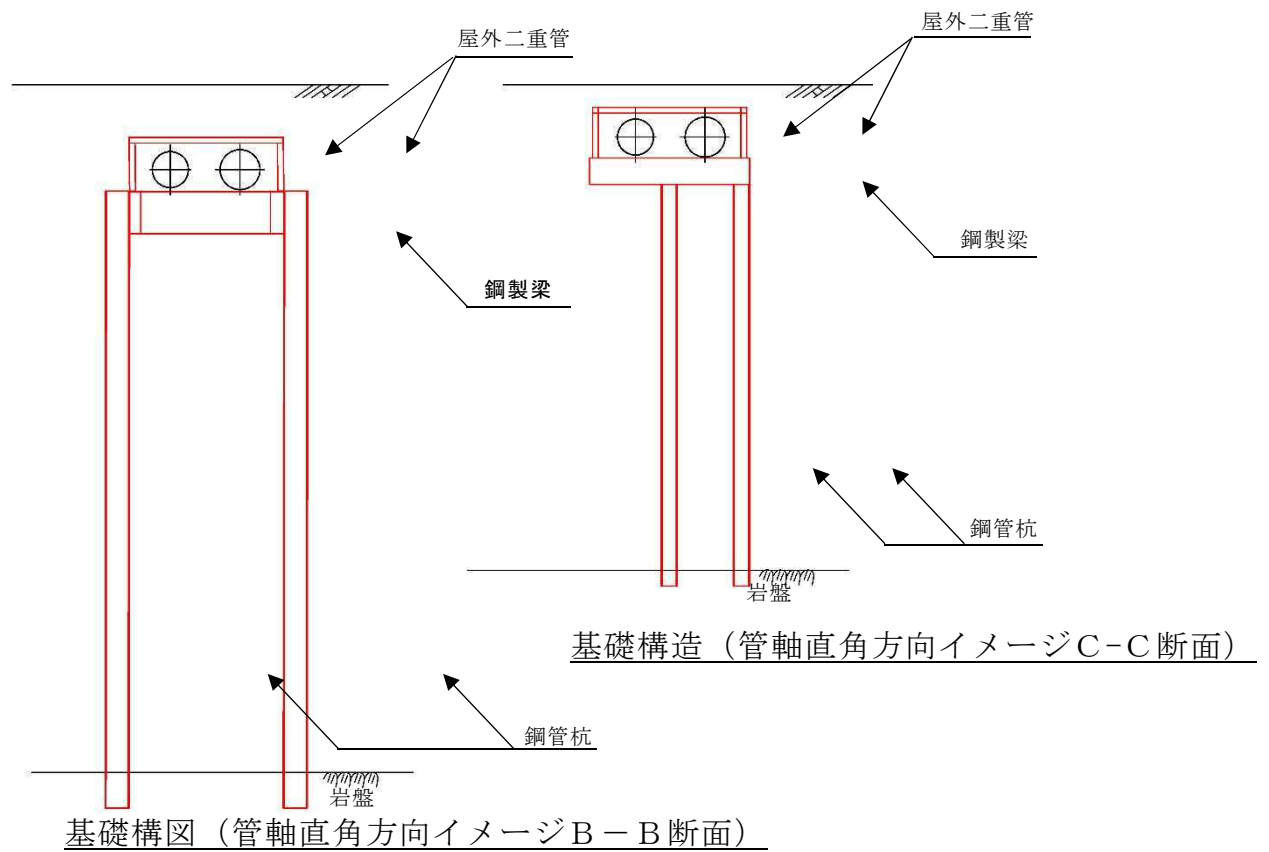 屋外二重管
屋外二重管
鋼製梁
鋼製梁
鋼管杭
岩盤
基礎構造（管軸直角方向イメージC-C断面）
鋼管杭
岩盤
基礎構図（管軸直角方向イメージB－B断面）